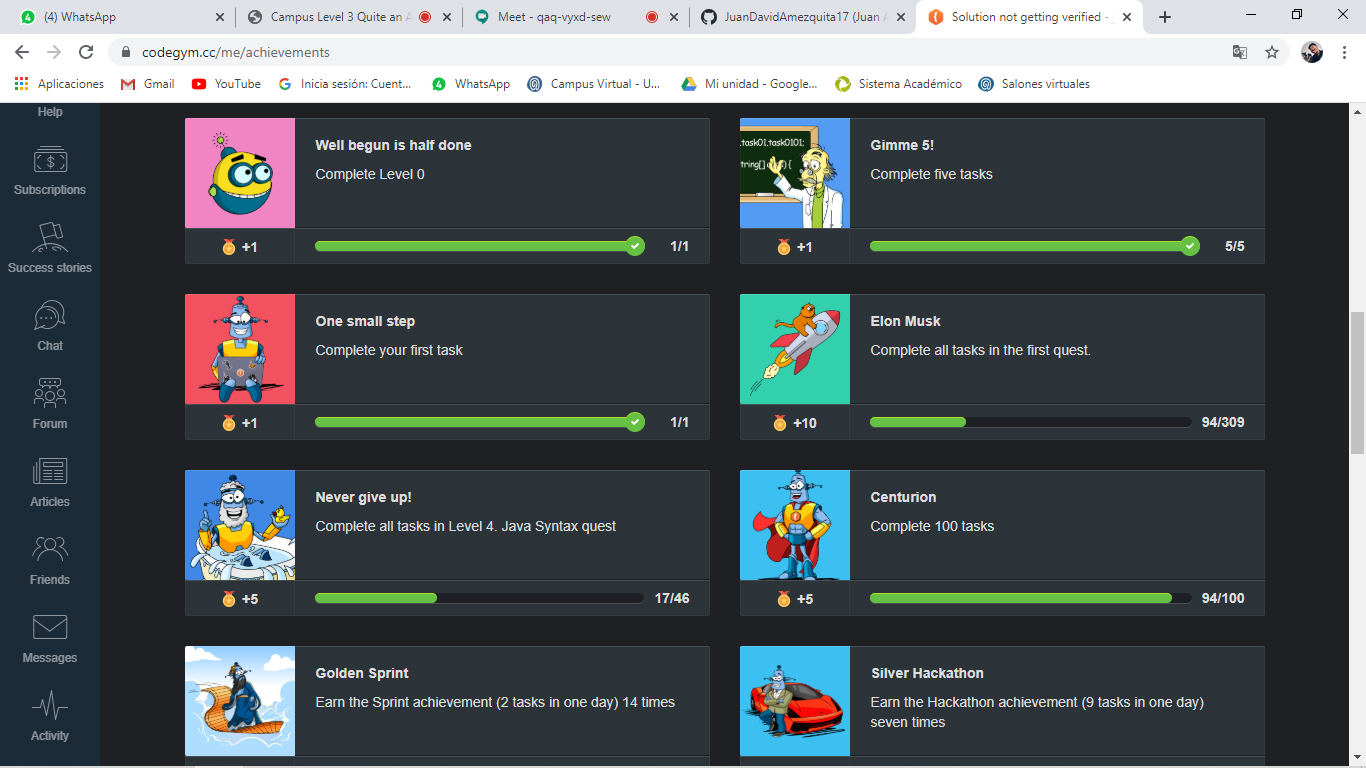 (4) WhatsApp
Campus Level 3 Quite an A
Meet - qaq-vyxd-sew
JuanDavidAmezquita17 (Juan A
Solution not getting verified -
codegym.cc/me/achievements
Aplicaciones
Gmail
YouTube
Inicia sesión: Cuent...
WhatsApp
Campus Virtual - U...
Mi unidad - Google...
Sistema Académico
Salones virtuales
Help
Subscriptions
Success stories
Chat
Forum
Articles
Friends
Messages
Activity
Well begun is half done
Complete Level 0
+1
1/1
.task01.task0101;
tring[] a
) {
Gimme 5!
Complete five tasks
+1
5/5
One small step
Complete your first task
+1
1/1
Elon Musk
Complete all tasks in the first quest.
+10
94/309
Never give up!
Complete all tasks in Level 4. Java Syntax quest
+5
17/46
Centurion
Complete 100 tasks
+5
94/100
Golden Sprint
Earn the Sprint achievement (2 tasks in one day) 14 times
Silver Hackathon
Earn the Hackathon achievement (9 tasks in one day)
seven times